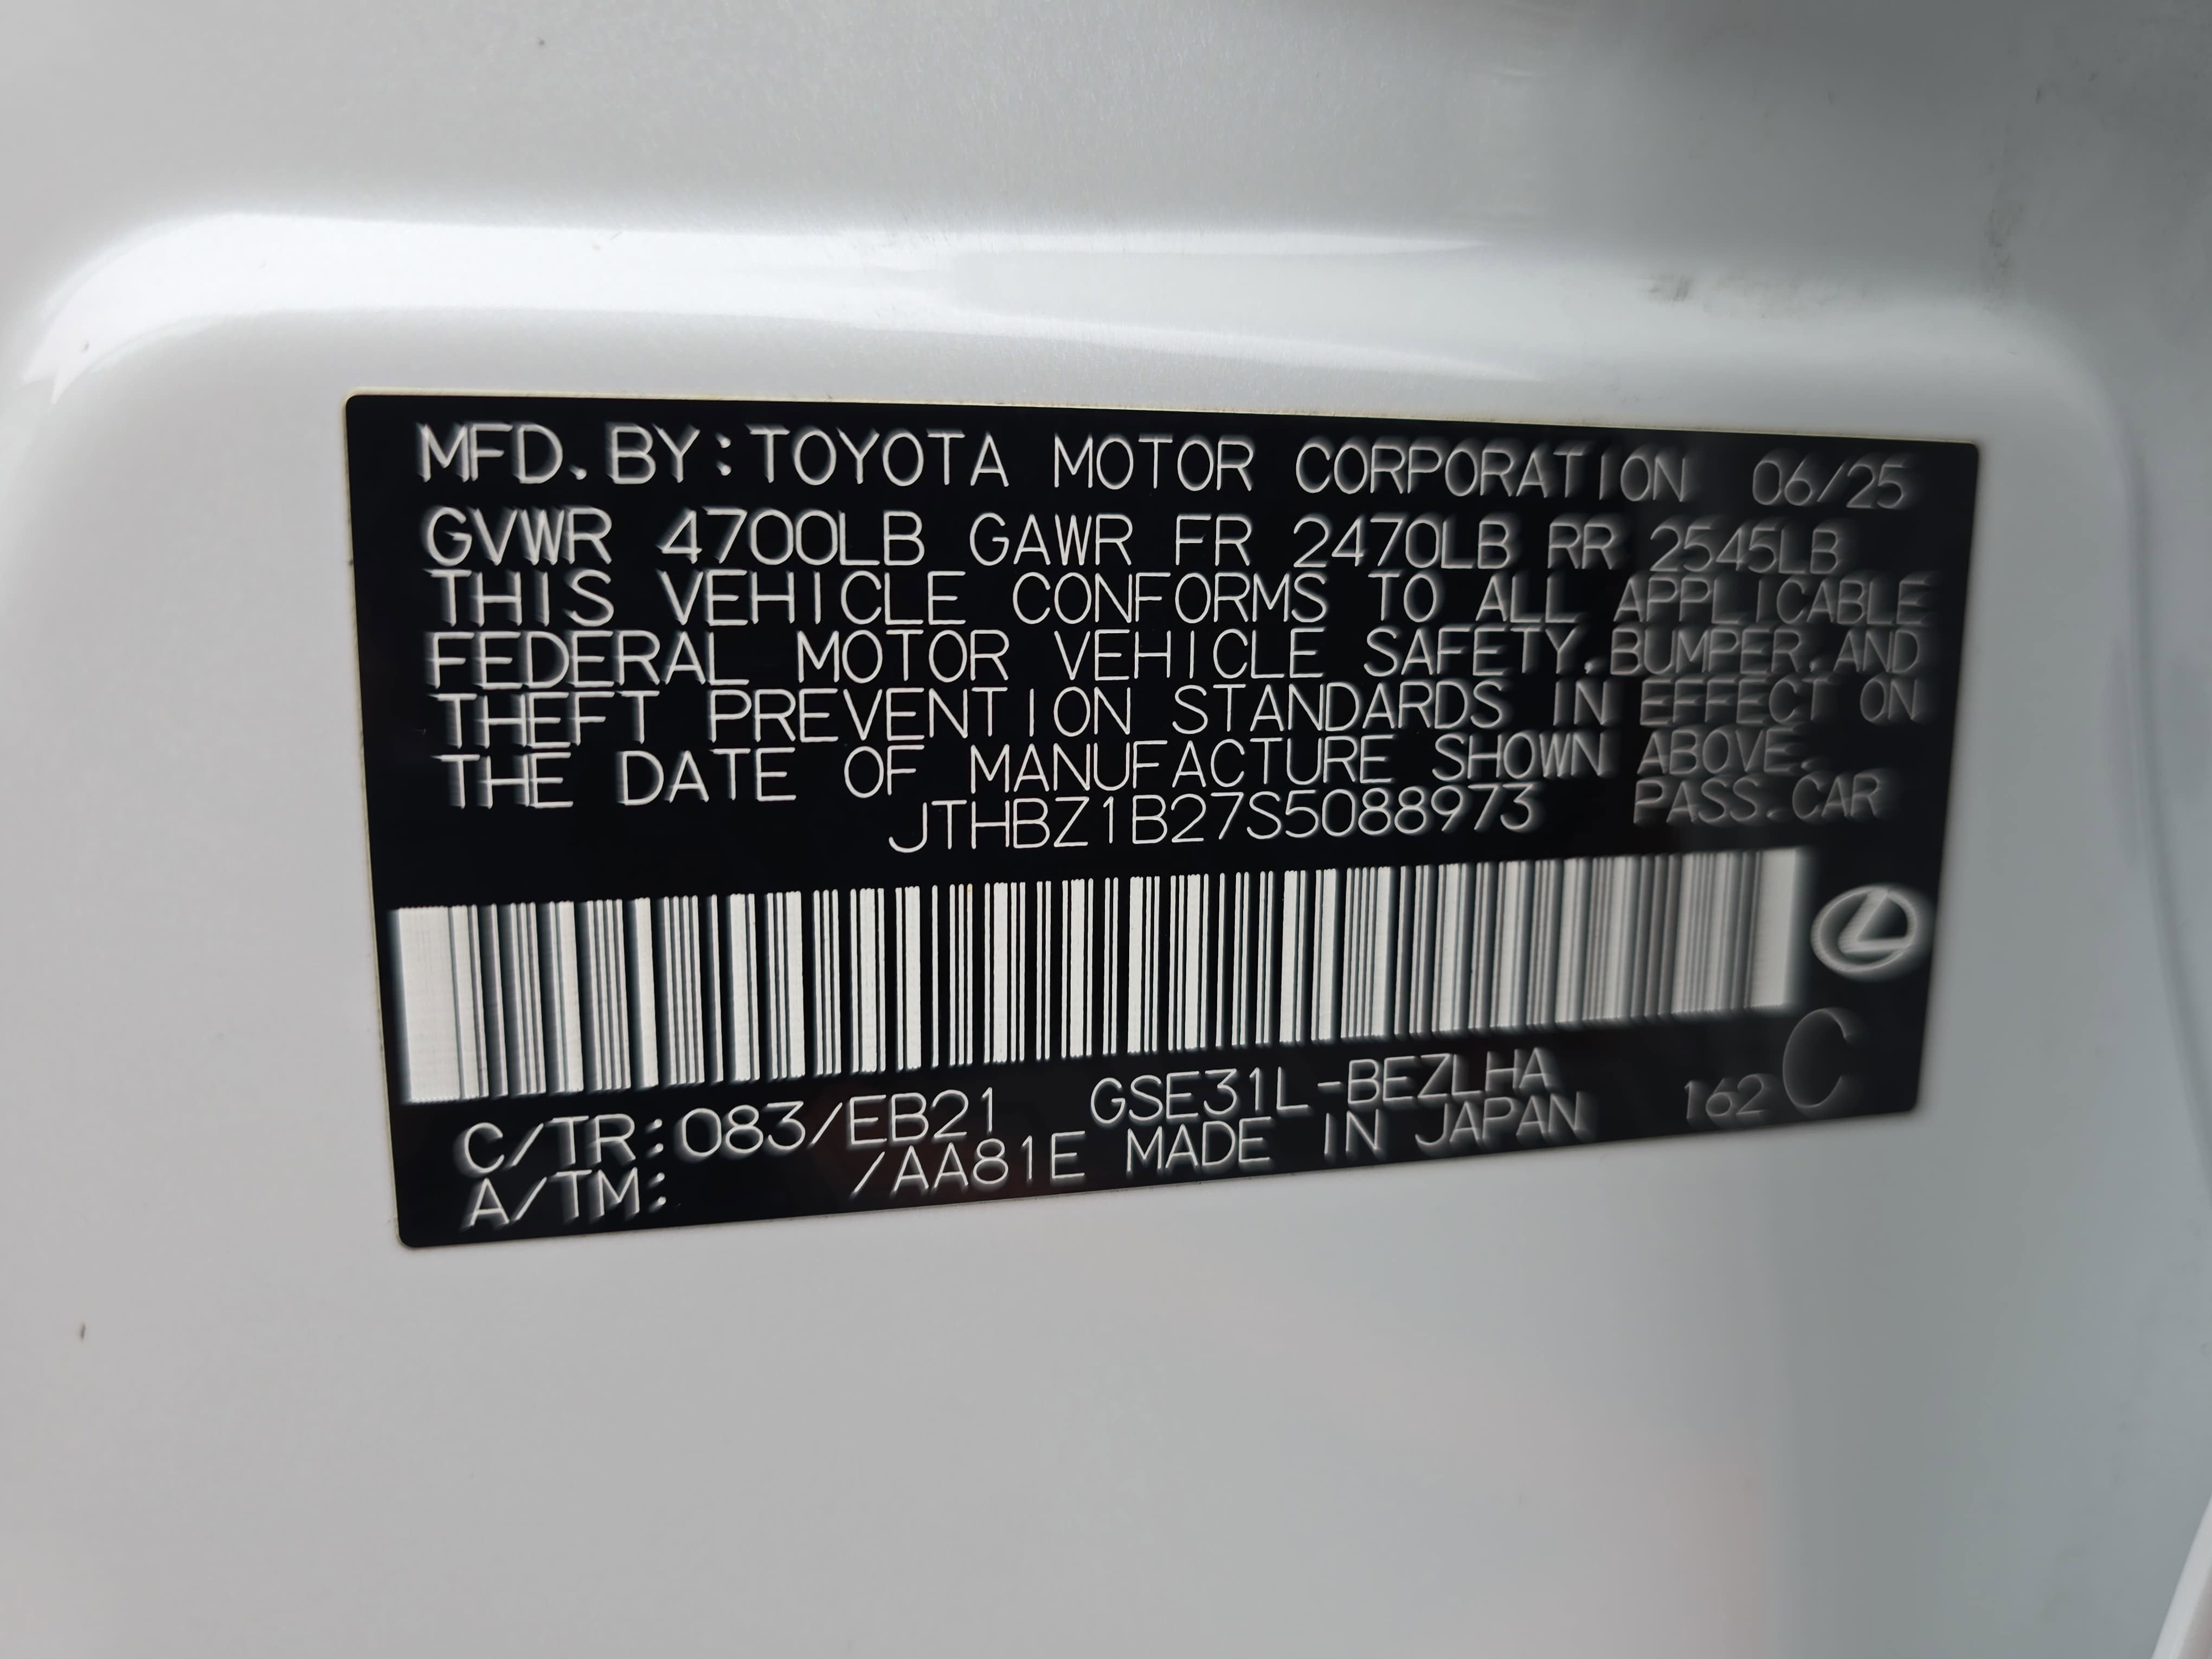 MFD. BY: TOYOTA MOTOR CORPORATION 06/25
GVWR 4700LB GAWR FR 2470LB RR 2545LB
THIS VEHICLE CONFORMS TO ALL APPLICABLE
FEDERAL MOTOR VEHICLE SAFETY, BUMPER, AND
THEFT PREVENTION STANDARDS IN EFFECT ON
THE DATE OF MANUFACTURE SHOWN ABOVE.
JTHBZ1B27S5088973 PASS. CAR
C/TR: 083/EB21 GSE31L-BEZLHA 162 C
A/TM: /AA81E MADE IN JAPAN